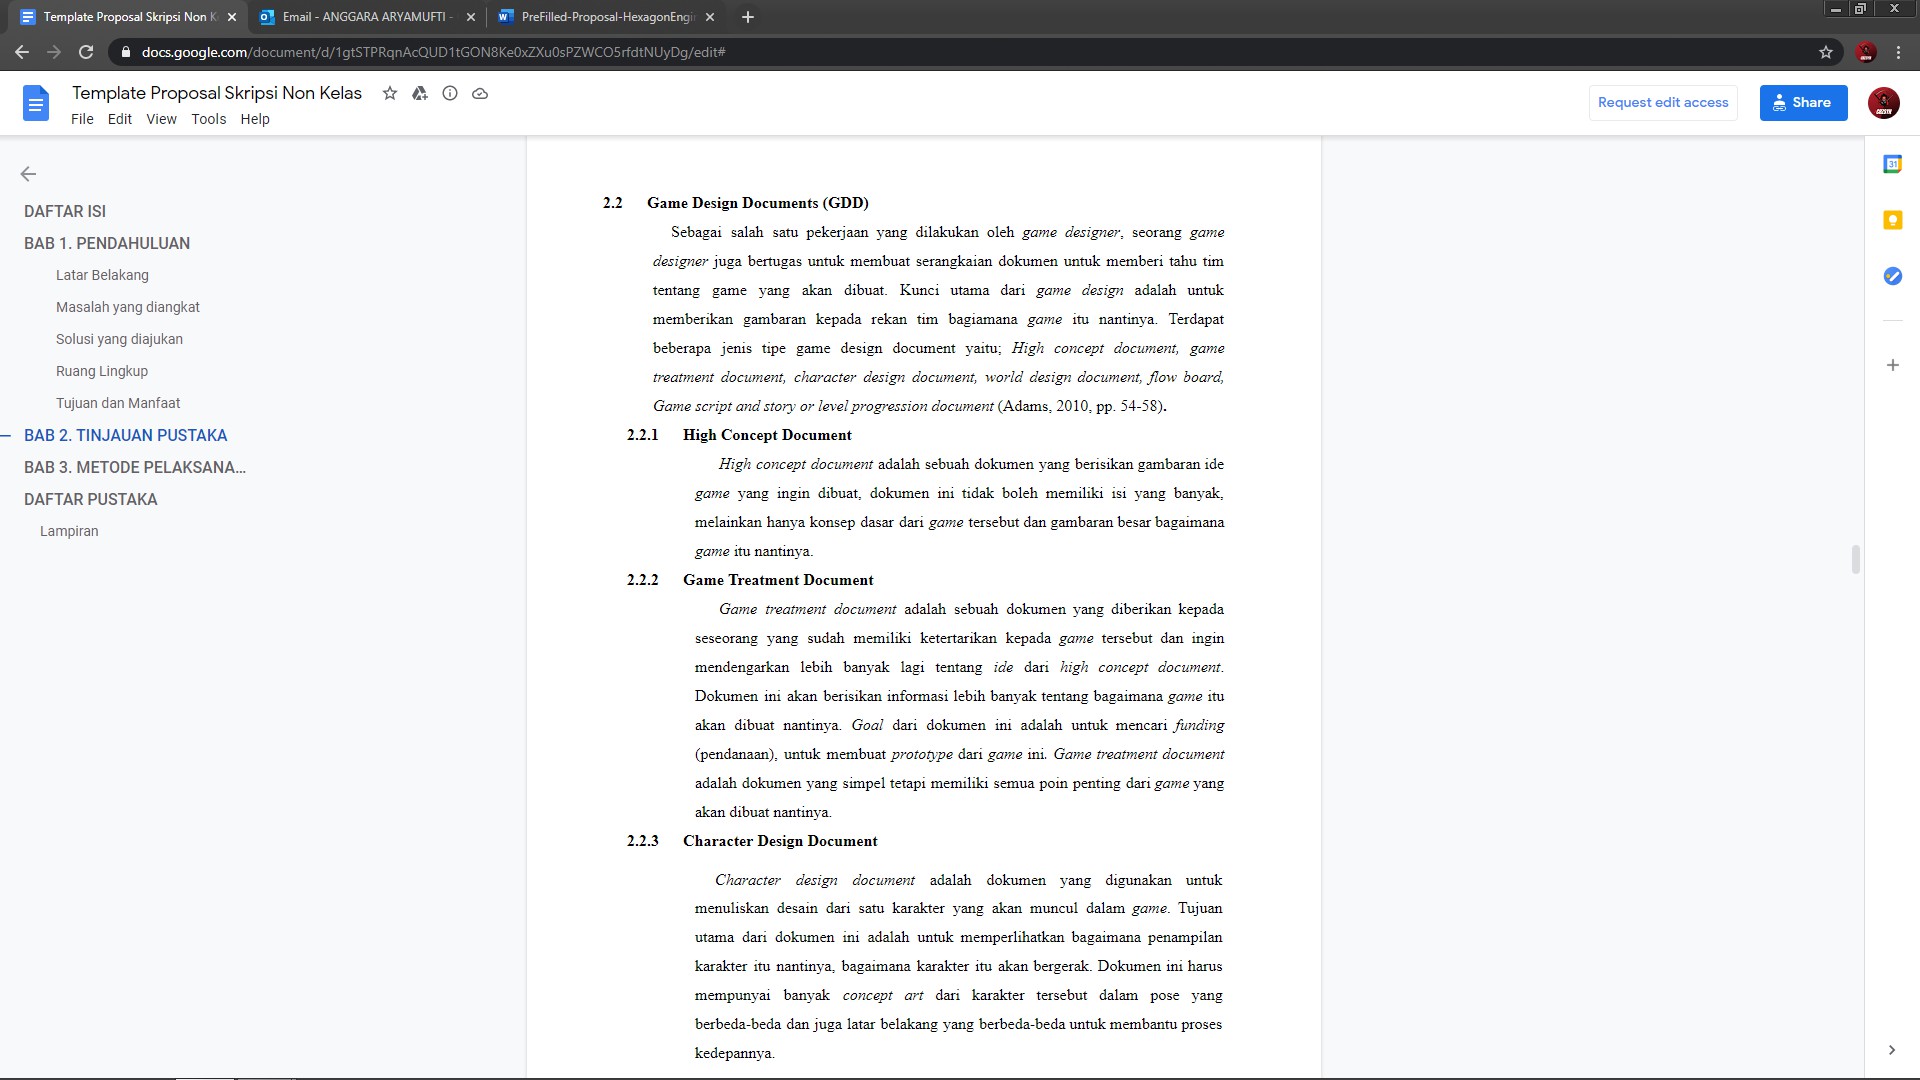 Template Proposal Skripsi Non K
Email - ANGGARA ARYAMUFTI -
PreFilled-Proposal-HexagonEngi
docs.google.com/document/d/1gtSTPRqnAcQUD1tGON8Ke0xZXu0sPZWCO5rfdtNUyDg/edit#
Template Proposal Skripsi Non Kelas
File Edit View Tools Help
Request edit access
Share
DAFTAR ISI
BAB 1. PENDAHULUAN
Latar Belakang
Masalah yang diangkat
Solusi yang diajukan
Ruang Lingkup
Tujuan dan Manfaat
BAB 2. TINJAUAN PUSTAKA
BAB 3. METODE PELAKSANA...
DAFTAR PUSTAKA
Lampiran
2.2 Game Design Documents (GDD)
Sebagai salah satu pekerjaan yang dilakukan oleh game designer, seorang game
designer juga bertugas untuk membuat serangkaian dokumen untuk memberi tahu tim
tentang game yang akan dibuat. Kunci utama dari game design adalah untuk
memberikan gambaran kepada rekan tim bagiamana game itu nantinya. Terdapat
beberapa jenis tipe game design document yaitu; High concept document, game
treatment document, character design document, world design document, flow board,
Game script and story or level progression document (Adams, 2010, pp. 54-58).
2.2.1 High Concept Document
High concept document adalah sebuah dokumen yang berisikan gambaran ide
game yang ingin dibuat, dokumen ini tidak boleh memiliki isi yang banyak,
melainkan hanya konsep dasar dari game tersebut dan gambaran besar bagaimana
game itu nantinya.
2.2.2 Game Treatment Document
Game treatment document adalah sebuah dokumen yang diberikan kepada
seseorang yang sudah memiliki ketertarikan kepada game tersebut dan ingin
mendengarkan lebih banyak lagi tentang ide dari high concept document.
Dokumen ini akan berisikan informasi lebih banyak tentang bagaimana game itu
akan dibuat nantinya. Goal dari dokumen ini adalah untuk mencari funding
(pendanaan), untuk membuat prototype dari game ini. Game treatment document
adalah dokumen yang simpel tetapi memiliki semua poin penting dari game yang
akan dibuat nantinya.
2.2.3 Character Design Document
Character design document adalah dokumen yang digunakan untuk
menuliskan desain dari satu karakter yang akan muncul dalam game. Tujuan
utama dari dokumen ini adalah untuk memperlihatkan bagaimana penampilan
karakter itu nantinya, bagaimana karakter itu akan bergerak. Dokumen ini harus
mempunyai banyak concept art dari karakter tersebut dalam pose yang
berbeda-beda dan juga latar belakang yang berbeda-beda untuk membantu proses
kedepannya.
31